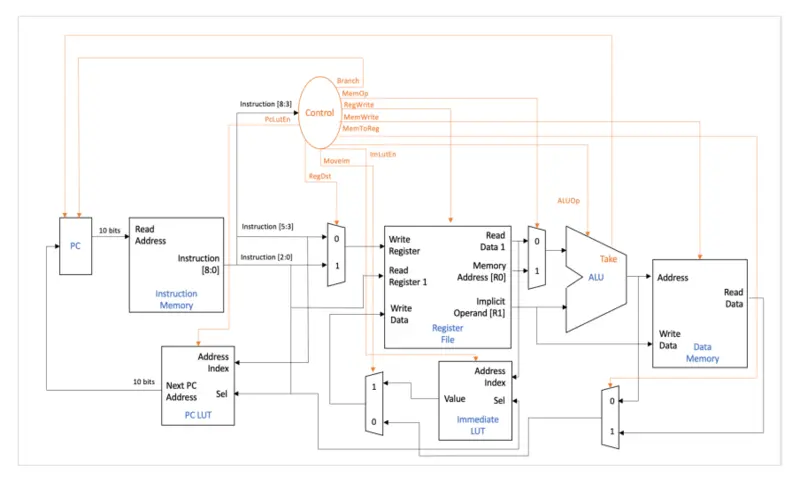 Branch
MemOp
Instruction [8:3]
RegWrite
Control
MemWrite
PcLutEn
MemToReg
ImLutEn
MoveIm
RegDst
ALUOp
10 bits
Read
Address
Instruction [5:3]
PC
Instruction
[8:0]
Instruction [2:0]
Instruction
Memory
0
1
Write
Register
Read
Data 1
Read
Register 1
Memory
Address [R0]
Write
Data
Implicit
Operand [R1]
Register
File
0
1
Take
ALU
Address
Read
Data
Write
Data
Data
Memory
10 bits
Address
Index
Next PC
Address
Sel
PC LUT
1
0
Address
Index
Value
Sel
Immediate
LUT
0
1